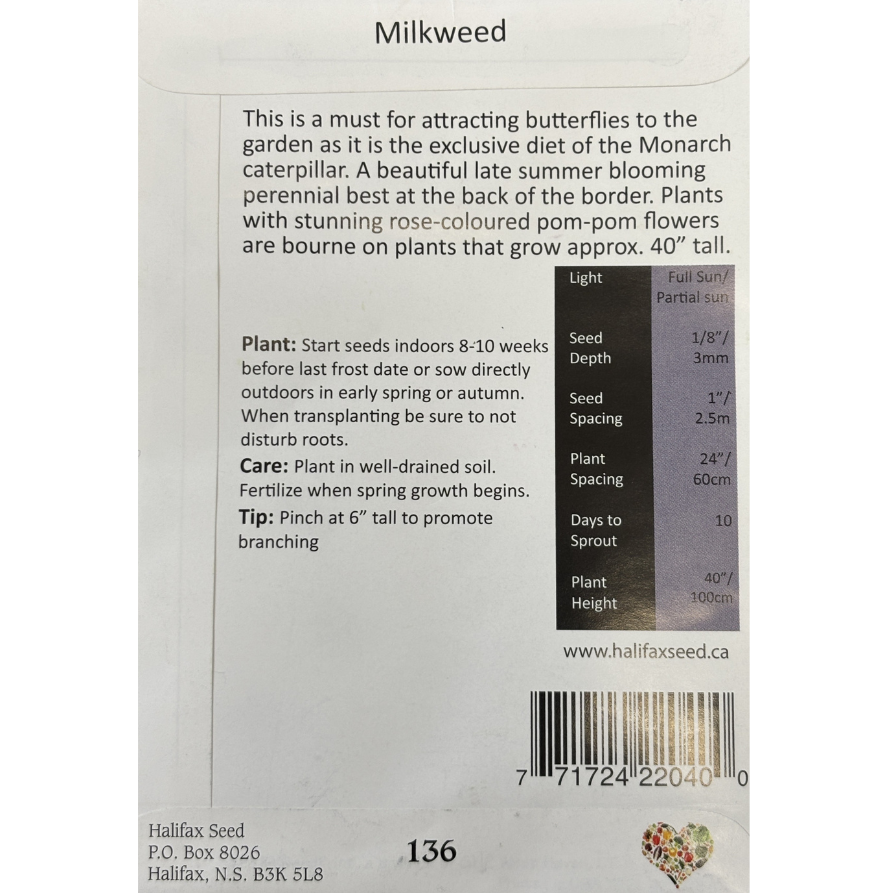 Milkweed
This is a must for attracting butterflies to the
garden as it is the exclusive diet of the Monarch
caterpillar. A beautiful late summer blooming
perennial best at the back of the border. Plants
with stunning rose-coloured pom-pom flowers
are bourne on plants that grow approx. 40" tall.
Plant: Start seeds indoors 8-10 weeks
before last frost date or sow directly
outdoors in early spring or autumn.
When transplanting be sure to not
disturb roots.
Care: Plant in well-drained soil.
Fertilize when spring growth begins.
Tip: Pinch at 6" tall to promote
branching
Light Full Sun/
Partial sun
Seed 1/8"/
Depth 3mm
Seed 1"/
Spacing 2.5m
Plant 24"/
Spacing 60cm
Days to 10
Sprout
Plant 40"/
Height 100cm
www.halifaxseed.ca
7 71724 22040 0
Halifax Seed
P.O. Box 8026
Halifax, N.S. B3K 5L8
136